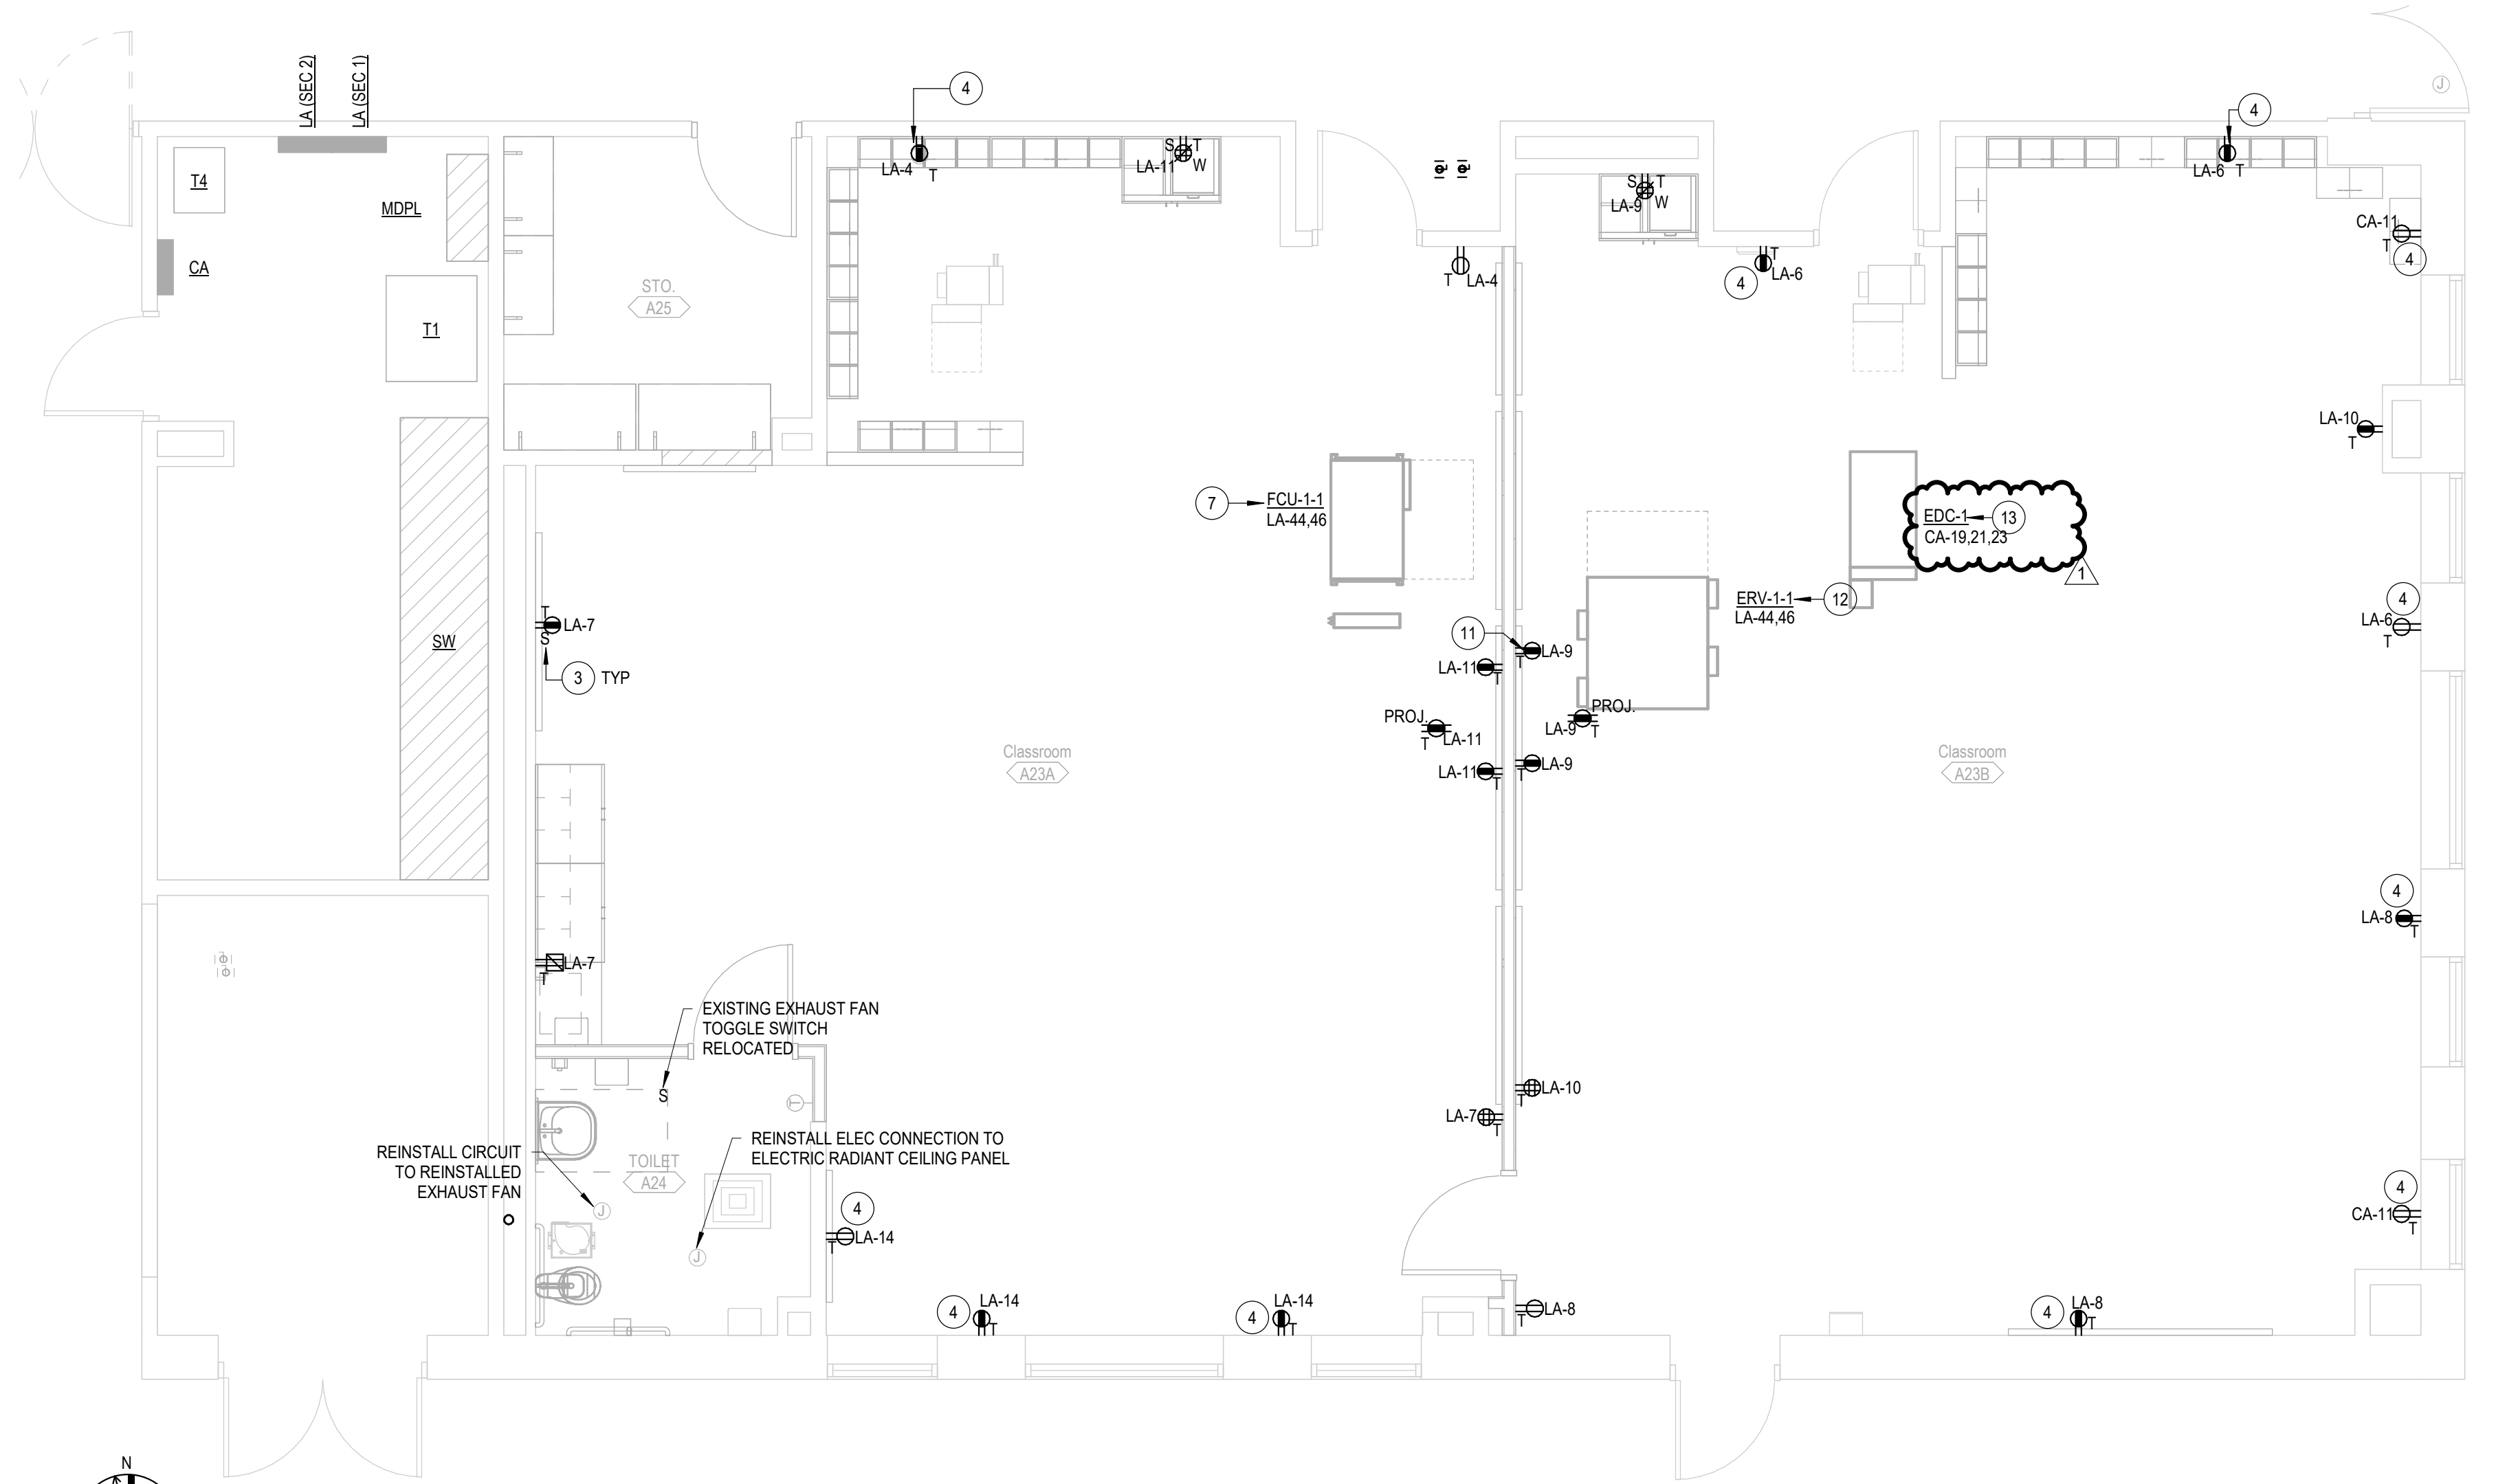 LA (SEC 2)
LA (SEC 1)
4
J
4
T4
MDPL
LA-4
T
S
T
LA-11
W
LA-6
T
S
T
LA-9
W
CA-11
T
4
CA
T
LA-4
T
4
LA-6
STO.
A25
T1
LA-10
T
7
FCU-1-1
LA-44,46
EDC-1
13
CA-19,21,23
1
ERV-1-1
12
LA-44,46
4
LA-6
T
T
LA-7
S
3
TYP
SW
11
LA-9
T
LA-11
T
PROJ.
T
LA-11
PROJ.
LA-9
T
Classroom
A23A
LA-11
T
LA-9
T
Classroom
A23B
4
LA-8
T
LA-7
T
EXISTING EXHAUST FAN
TOGGLE SWITCH
RELOCATED
S
T
LA-10
T
LA-7
T
REINSTALL CIRCUIT
TO REINSTALLED
EXHAUST FAN
REINSTALL ELEC CONNECTION TO
ELECTRIC RADIANT CEILING PANEL
TOILET
A24
J
J
4
LA-14
T
4
CA-11
T
4
LA-14
T
4
LA-14
T
LA-8
T
4
LA-8
T
N